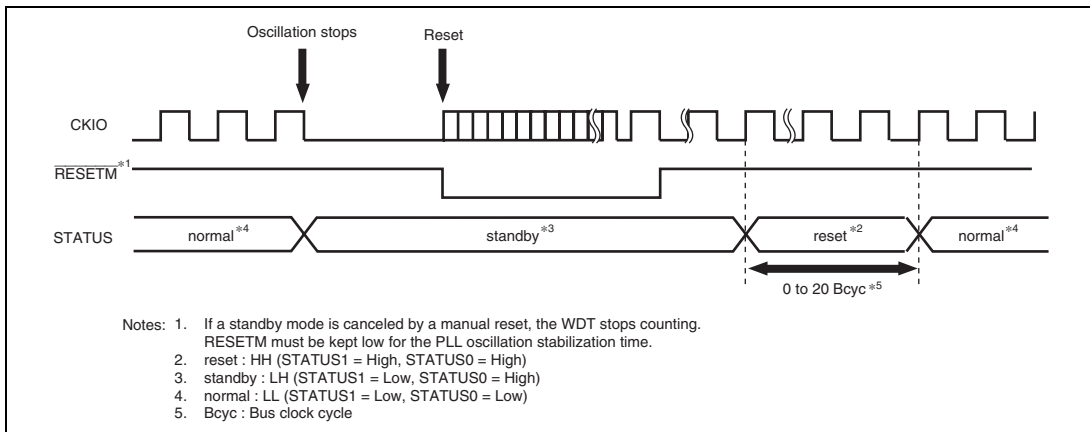 Oscillation stops Reset
CKIO
RESETM*1
STATUS normal*4 standby*3 reset*2 normal*4
0 to 20 Bcyc*5
Notes: 1. If a standby mode is canceled by a manual reset, the WDT stops counting.
RESETM must be kept low for the PLL oscillation stabilization time.
2. reset : HH (STATUS1 = High, STATUS0 = High)
3. standby : LH (STATUS1 = Low, STATUS0 = High)
4. normal : LL (STATUS1 = Low, STATUS0 = Low)
5. Bcyc : Bus clock cycle